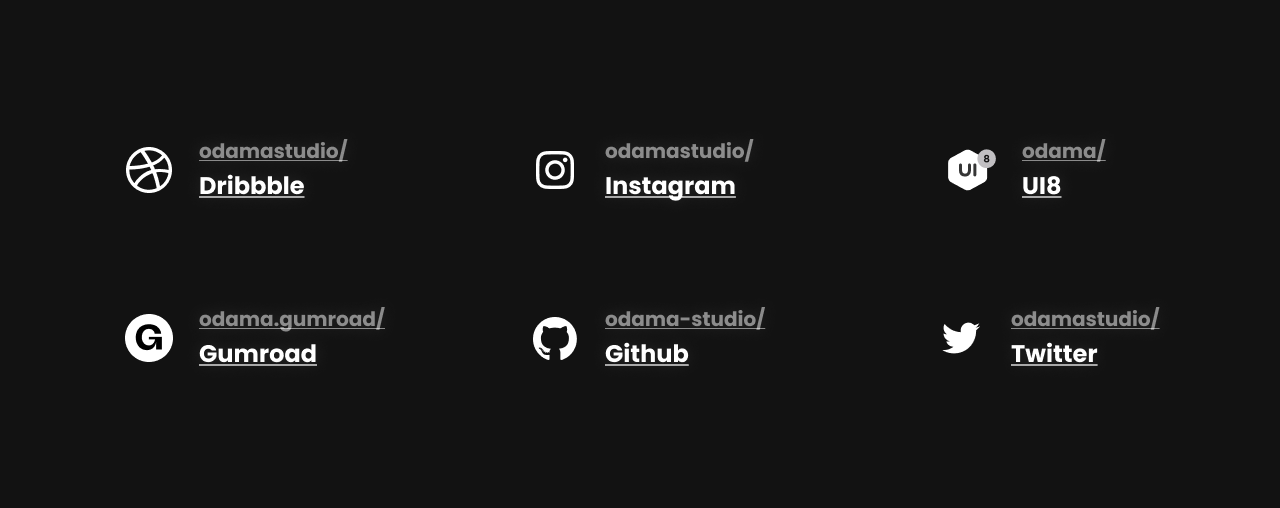 odamastudio/
Dribbble
odamastudio/
Instagram
UI 8
odama/
UI8
G
odama.gumroad/
Gumroad
odama-studio/
Github
odamastudio/
Twitter